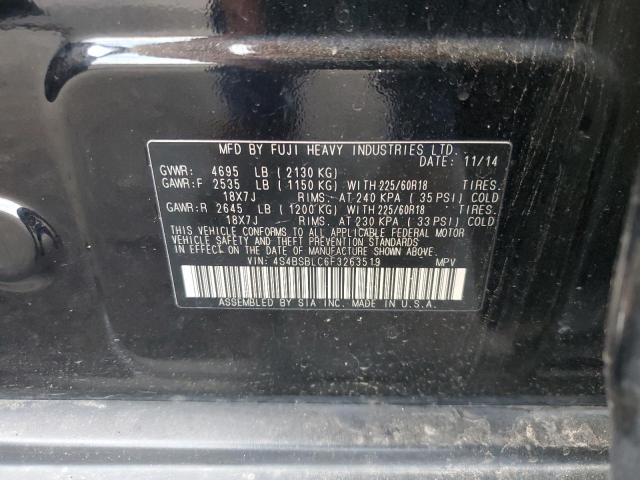 MFD BY FUJI HEAVY INDUSTRIES LTD.
DATE: 11/14
GVWR: 4695 LB (2130 KG)
GAWR:F 2535 LB (1150 KG) WITH 225/60R18 TIRES.
18X7J RIMS. AT 240 KPA (35 PSI) COLD
GAWR:R 2645 LB (1200 KG) WITH 225/60R18 TIRES.
18X7J RIMS. AT 230 KPA (33 PSI) COLD
THIS VEHICLE CONFORMS TO ALL APPLICABLE FEDERAL MOTOR
VEHICLE SAFETY AND THEFT PREVENTION STANDARDS
IN EFFECT ON THE DATE OF MANUFACTURE SHOWN ABOVE.
VIN: 4S4BSBLC6F3263519 MPV
ASSEMBLED BY SIA INC. MADE IN U.S.A.